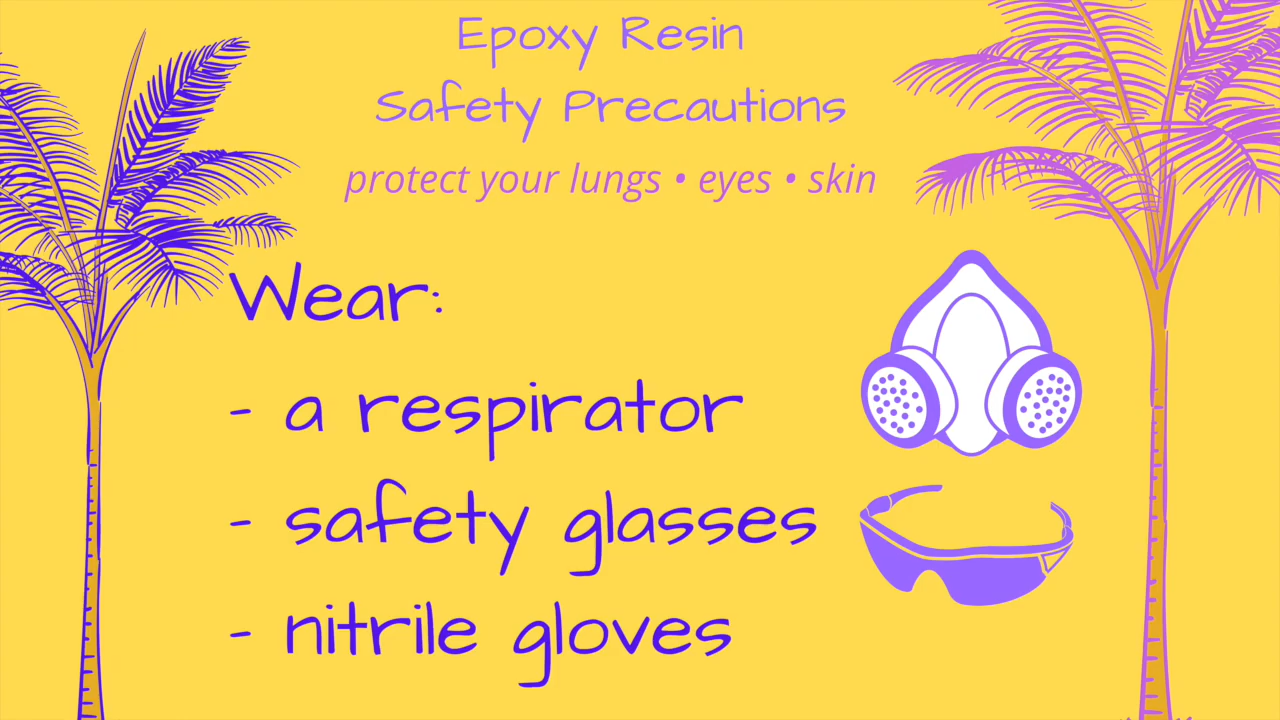 Epoxy Resin
Safety Precautions
protect your lungs • eyes • skin
Wear:
- a respirator
- safety glasses
- nitrile gloves